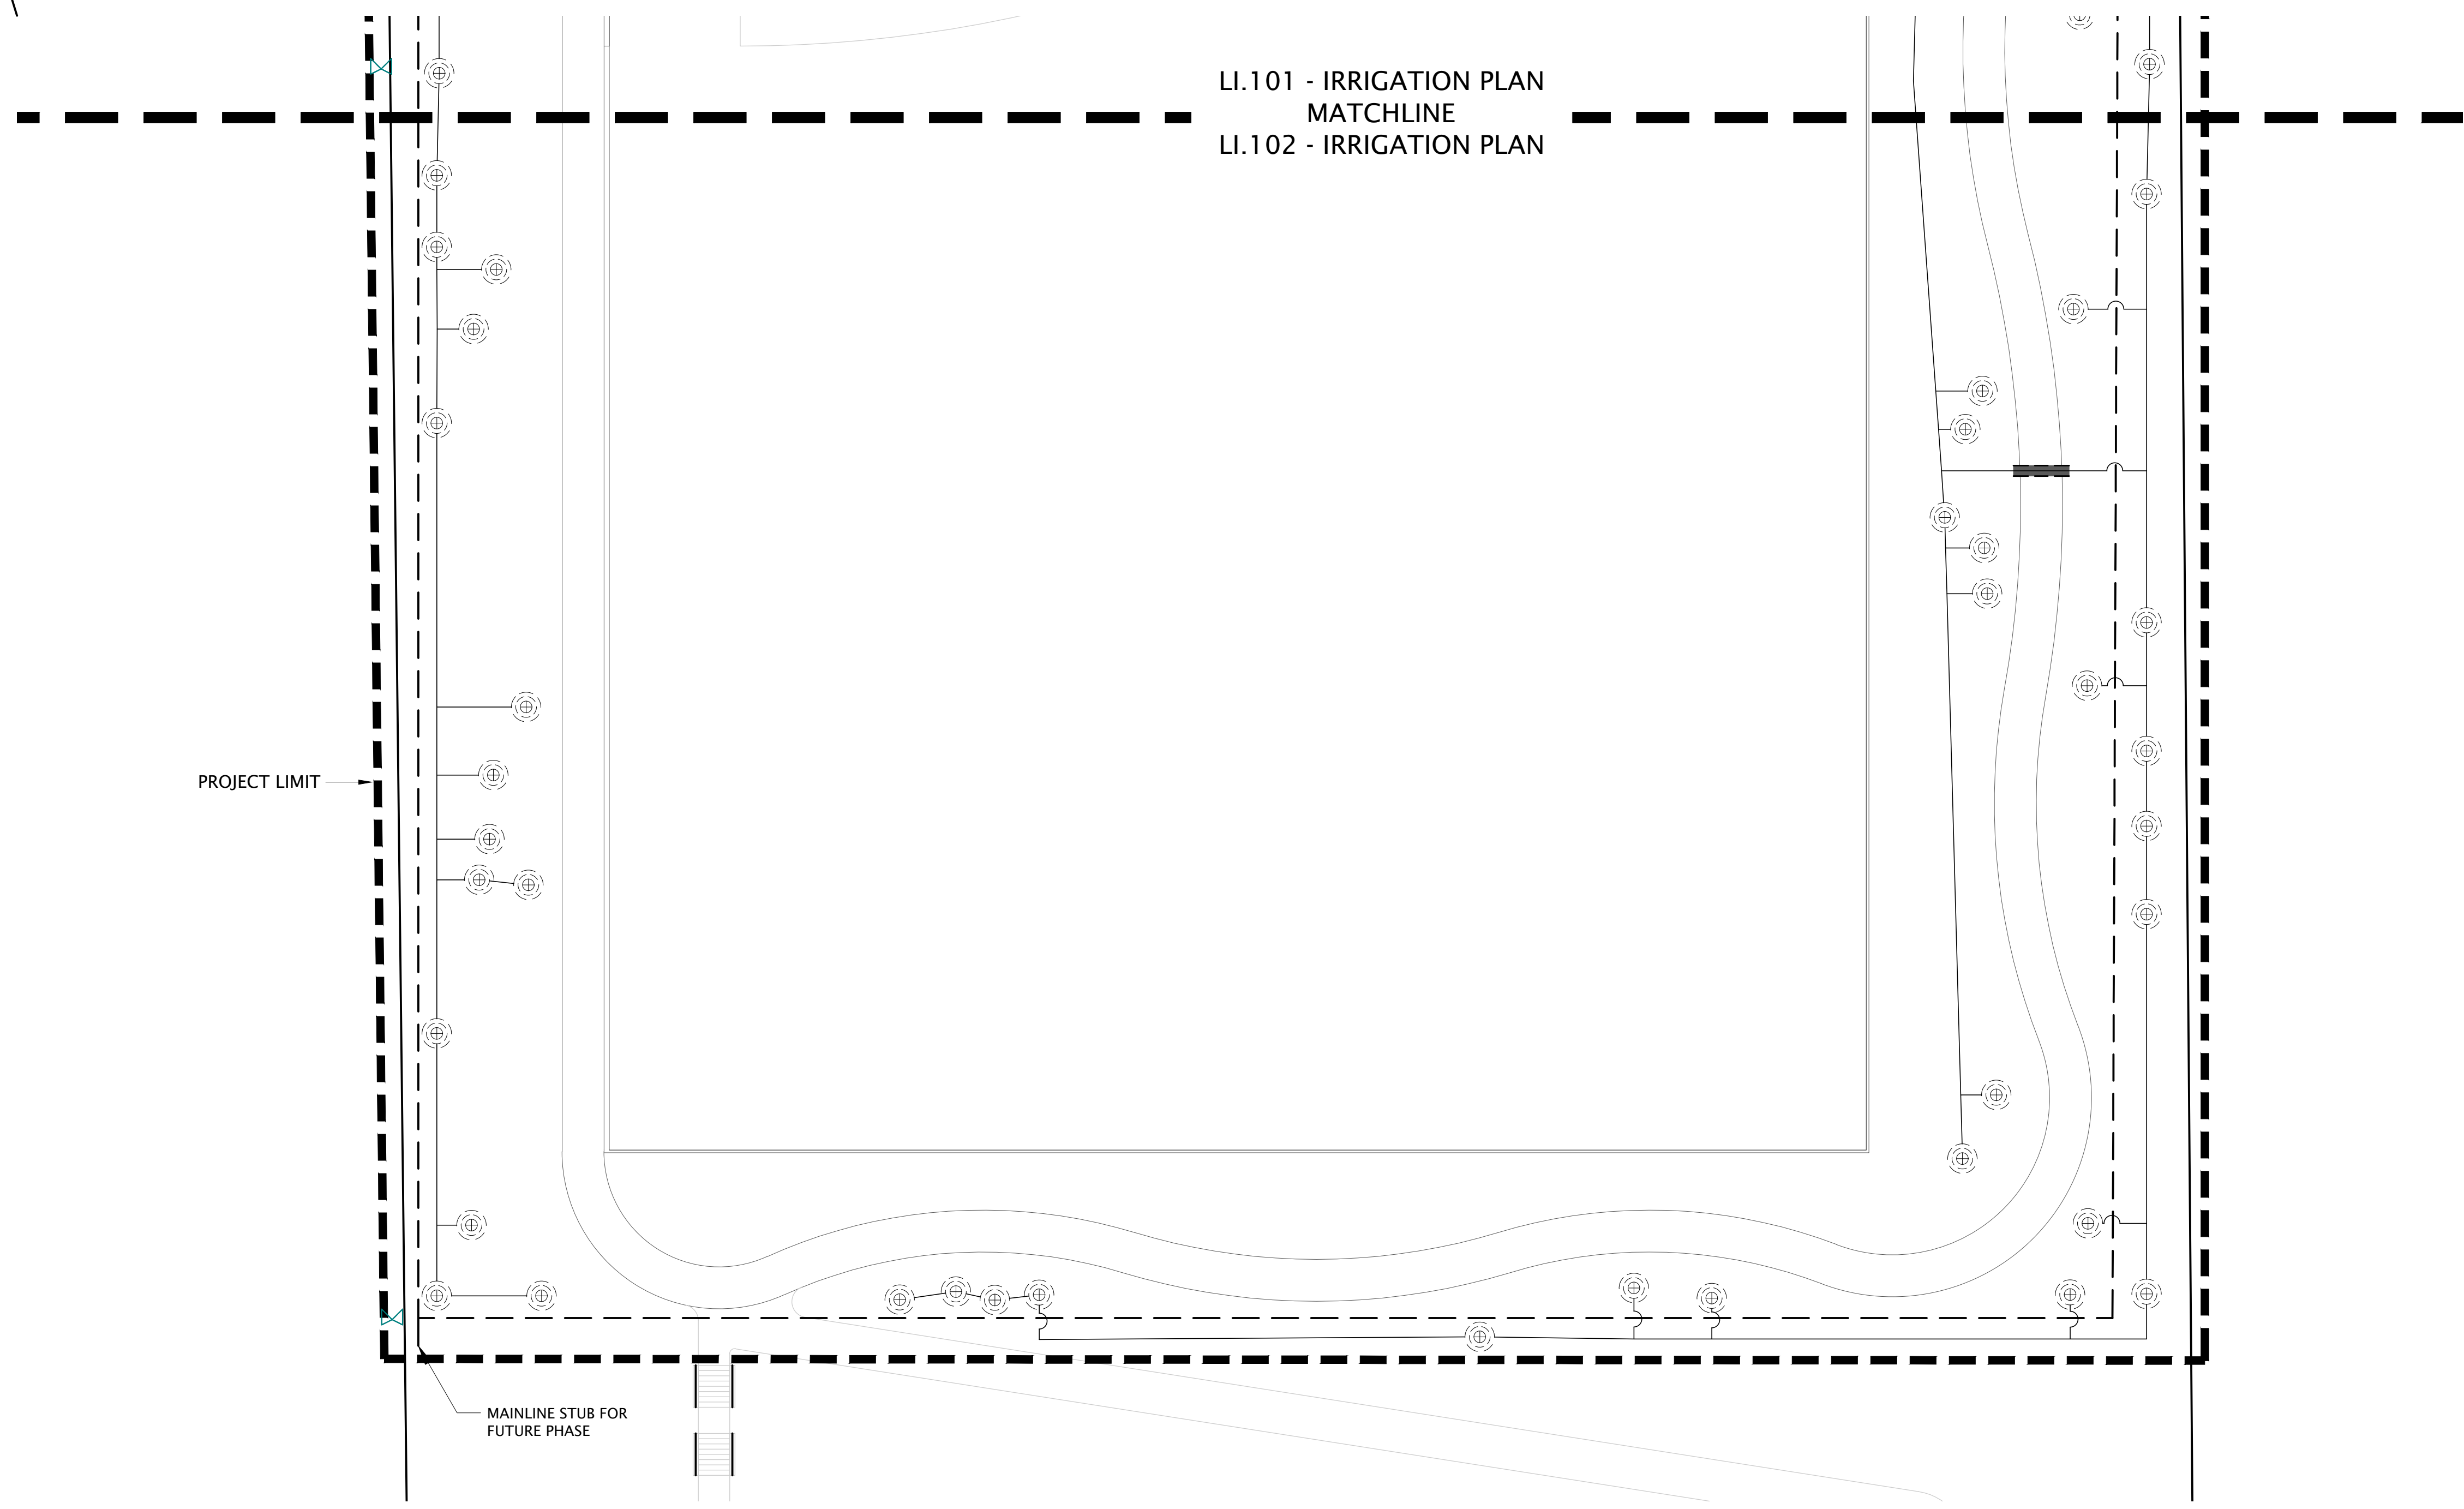 LI.101 - IRRIGATION PLAN
MATCHLINE
LI.102 - IRRIGATION PLAN
PROJECT LIMIT
MAINLINE STUB FOR
FUTURE PHASE